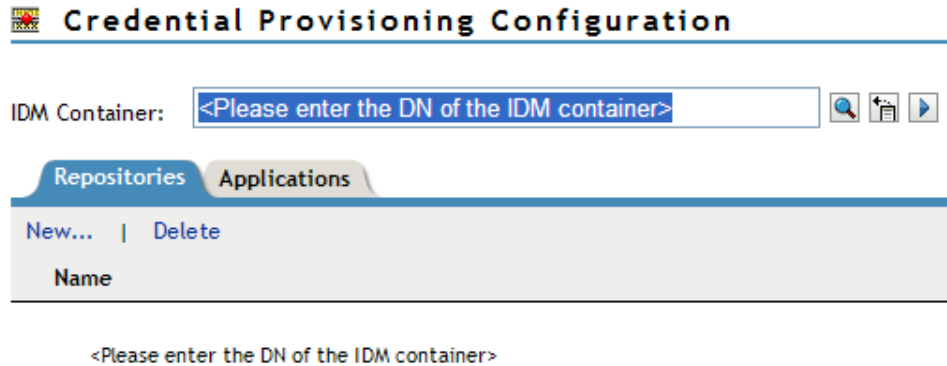 Credential Provisioning Configuration
IDM Container: <Please enter the DN of the IDM container>
Repositories Applications
New... | Delete
Name
<Please enter the DN of the IDM container>